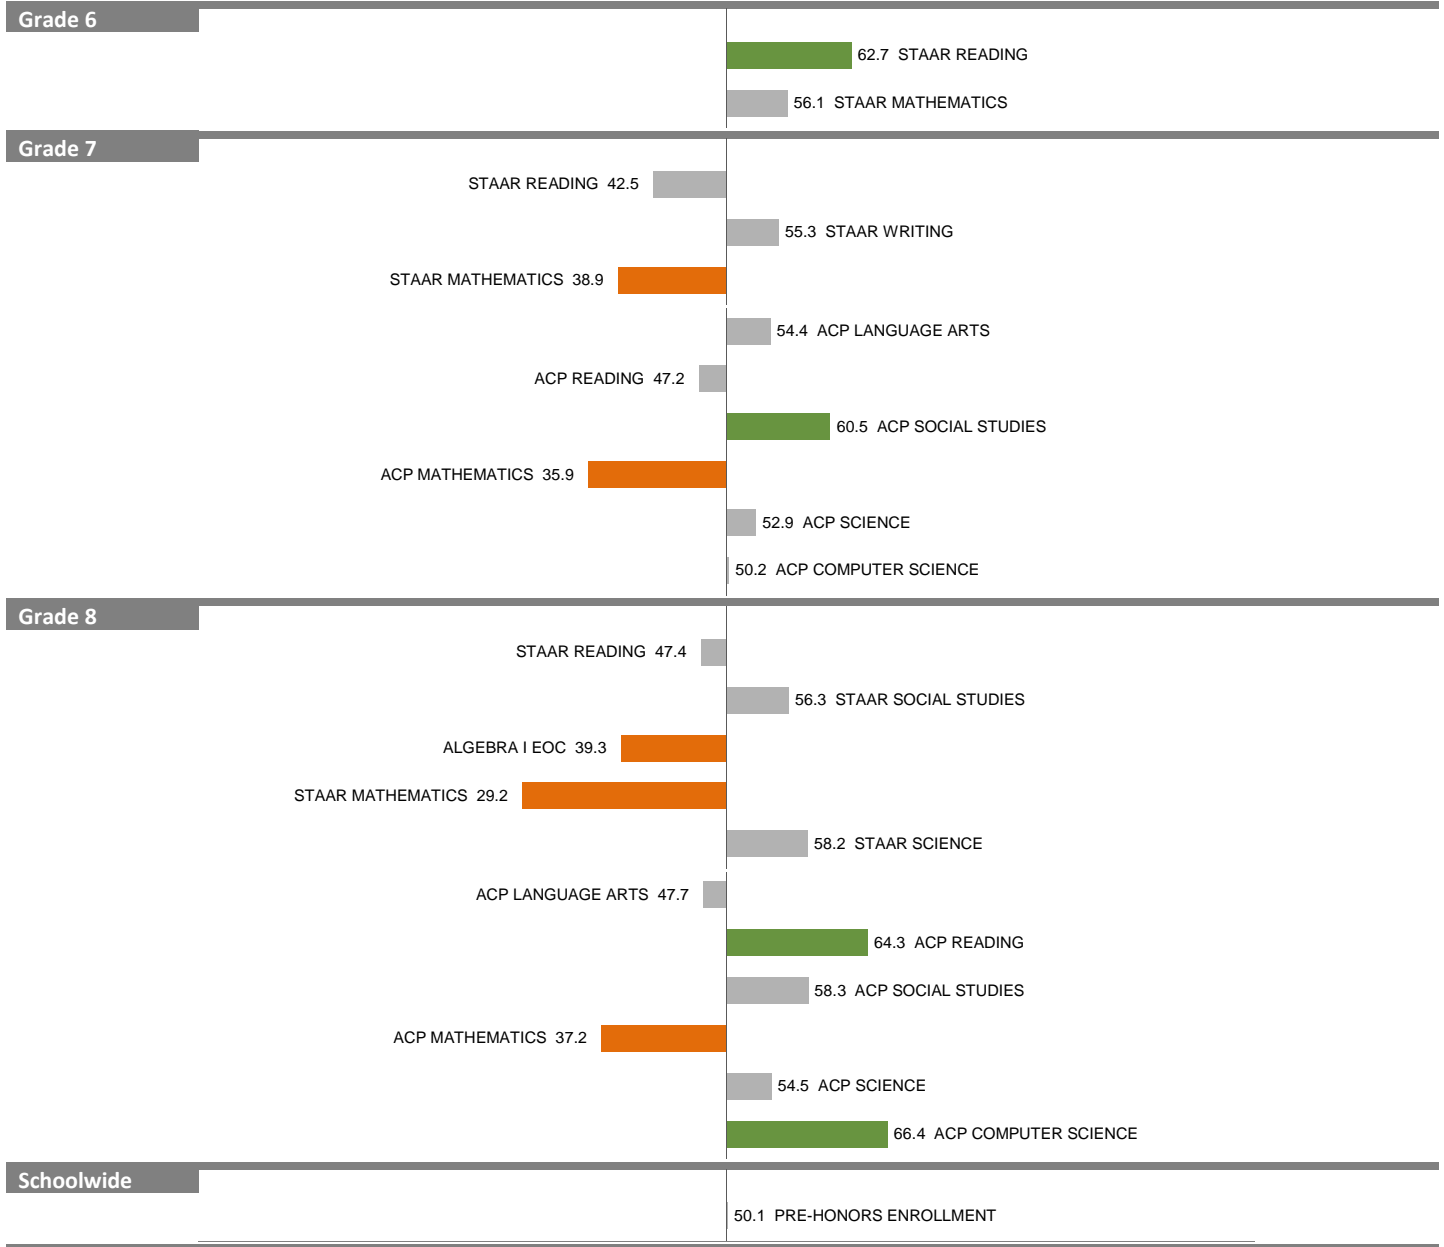 Grade 6
62.7 STAAR READING
56.1 STAAR MATHEMATICS
Grade 7
STAAR READING 42.5
55.3 STAAR WRITING
STAAR MATHEMATICS 38.9
54.4 ACP LANGUAGE ARTS
ACP READING 47.2
60.5 ACP SOCIAL STUDIES
ACP MATHEMATICS 35.9
52.9 ACP SCIENCE
50.2 ACP COMPUTER SCIENCE
Grade 8
STAAR READING 47.4
56.3 STAAR SOCIAL STUDIES
ALGEBRA I EOC 39.3
STAAR MATHEMATICS 29.2
58.2 STAAR SCIENCE
ACP LANGUAGE ARTS 47.7
64.3 ACP READING
58.3 ACP SOCIAL STUDIES
ACP MATHEMATICS 37.2
54.5 ACP SCIENCE
66.4 ACP COMPUTER SCIENCE
Schoolwide
50.1 PRE-HONORS ENROLLMENT